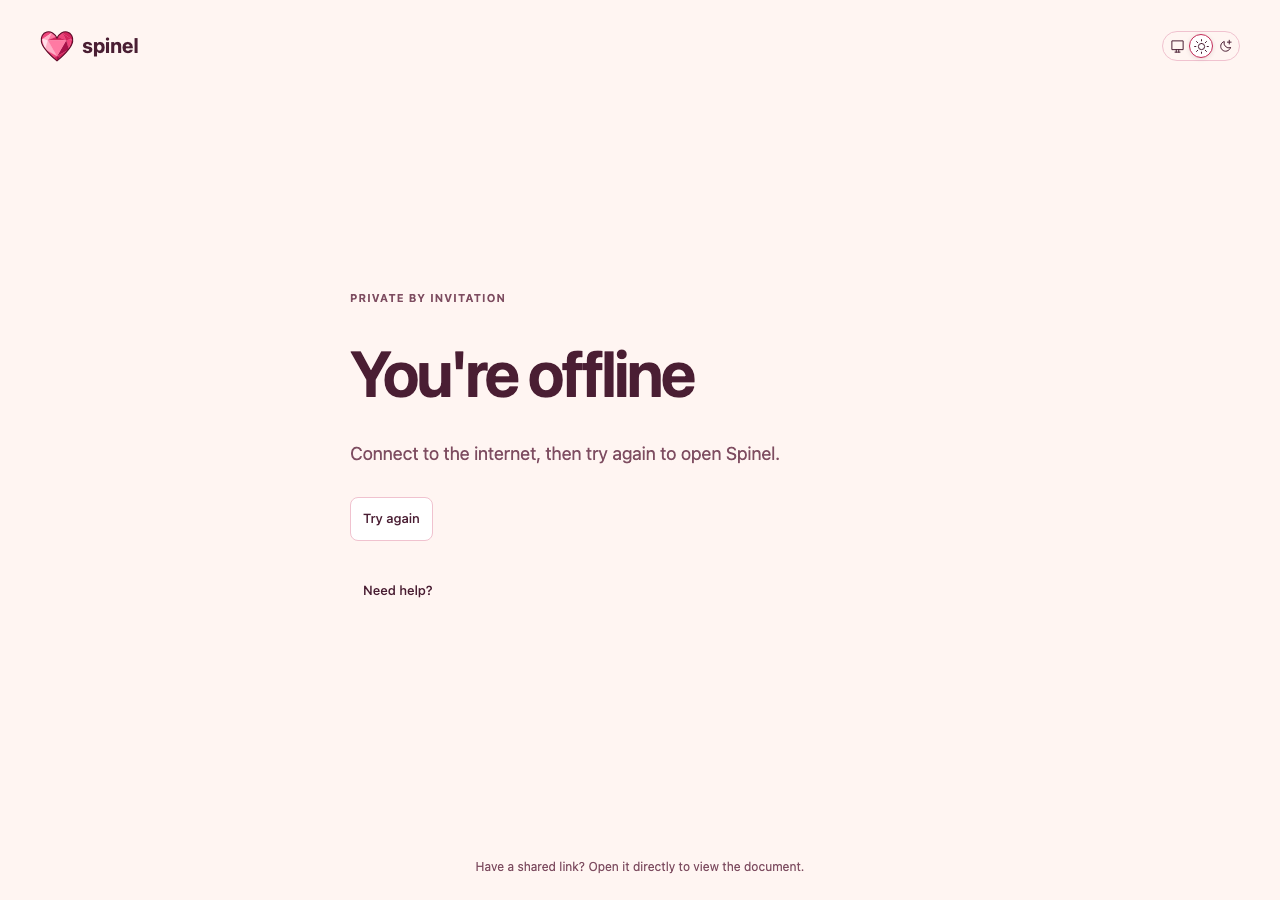 spinel
PRIVATE BY INVITATION
You're offline
Connect to the internet, then try again to open Spinel.
Try again
Need help?
Have a shared link? Open it directly to view the document.